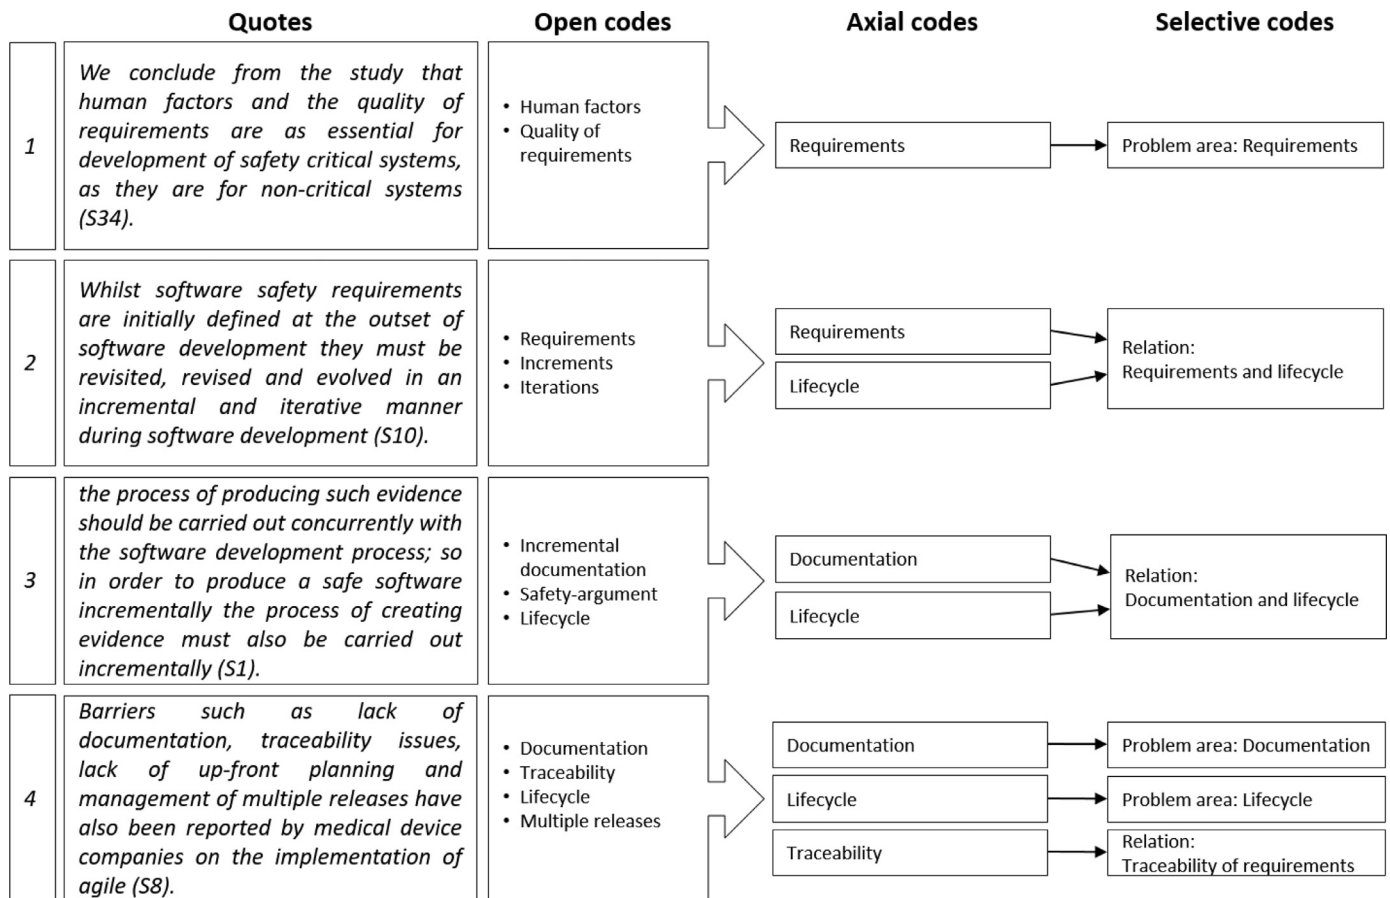 Quotes
Open codes
Axial codes
Selective codes
1
We conclude from the study that
human factors and the quality of
requirements are as essential for
development of safety critical systems,
as they are for non-critical systems
(S34).
• Human factors
• Quality of
requirements
Requirements
Problem area: Requirements
2
Whilst software safety requirements
are initially defined at the outset of
software development they must be
revisited, revised and evolved in an
incremental and iterative manner
during software development (S10).
• Requirements
• Increments
• Iterations
Requirements
Lifecycle
Relation:
Requirements and lifecycle
3
the process of producing such evidence
should be carried out concurrently with
the software development process; so
in order to produce a safe software
incrementally the process of creating
evidence must also be carried out
incrementally (S1).
• Incremental
documentation
• Safety-argument
• Lifecycle
Documentation
Lifecycle
Relation:
Documentation and lifecycle
4
Barriers such as lack of
documentation, traceability issues,
lack of up-front planning and
management of multiple releases have
also been reported by medical device
companies on the implementation of
agile (S8).
• Documentation
• Traceability
• Lifecycle
• Multiple releases
Documentation
Lifecycle
Traceability
Problem area: Documentation
Problem area: Lifecycle
Relation:
Traceability of requirements